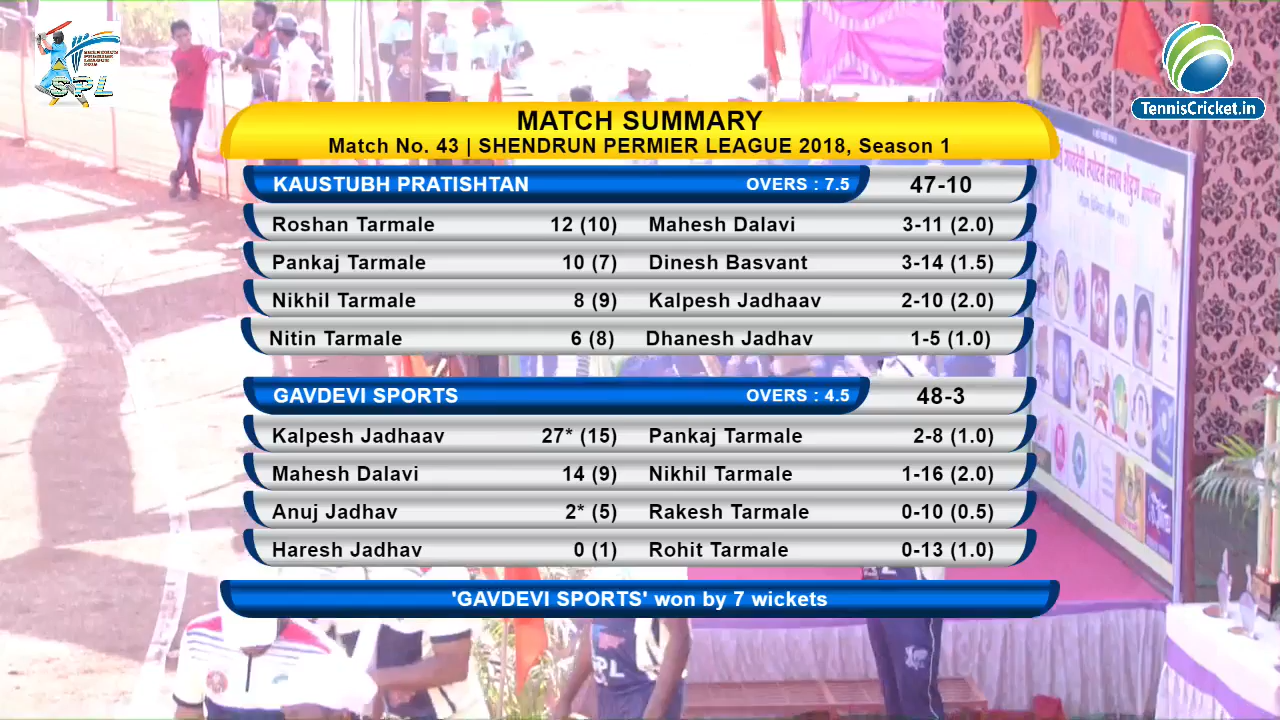 SPL
TennisCricket.in
MATCH SUMMARY
Match No. 43 | SHENDRUN PERMIER LEAGUE 2018, Season 1
KAUSTUBH PRATISHTAN OVERS : 7.5 47-10
Roshan Tarmale 12 (10) Mahesh Dalavi 3-11 (2.0)
Pankaj Tarmale 10 (7) Dinesh Basvant 3-14 (1.5)
Nikhil Tarmale 8 (9) Kalpesh Jadhaav 2-10 (2.0)
Nitin Tarmale 6 (8) Dhanesh Jadhav 1-5 (1.0)
GAVDEVI SPORTS OVERS : 4.5 48-3
Kalpesh Jadhaav 27* (15) Pankaj Tarmale 2-8 (1.0)
Mahesh Dalavi 14 (9) Nikhil Tarmale 1-16 (2.0)
Anuj Jadhav 2* (5) Rakesh Tarmale 0-10 (0.5)
Haresh Jadhav 0 (1) Rohit Tarmale 0-13 (1.0)
'GAVDEVI SPORTS' won by 7 wickets